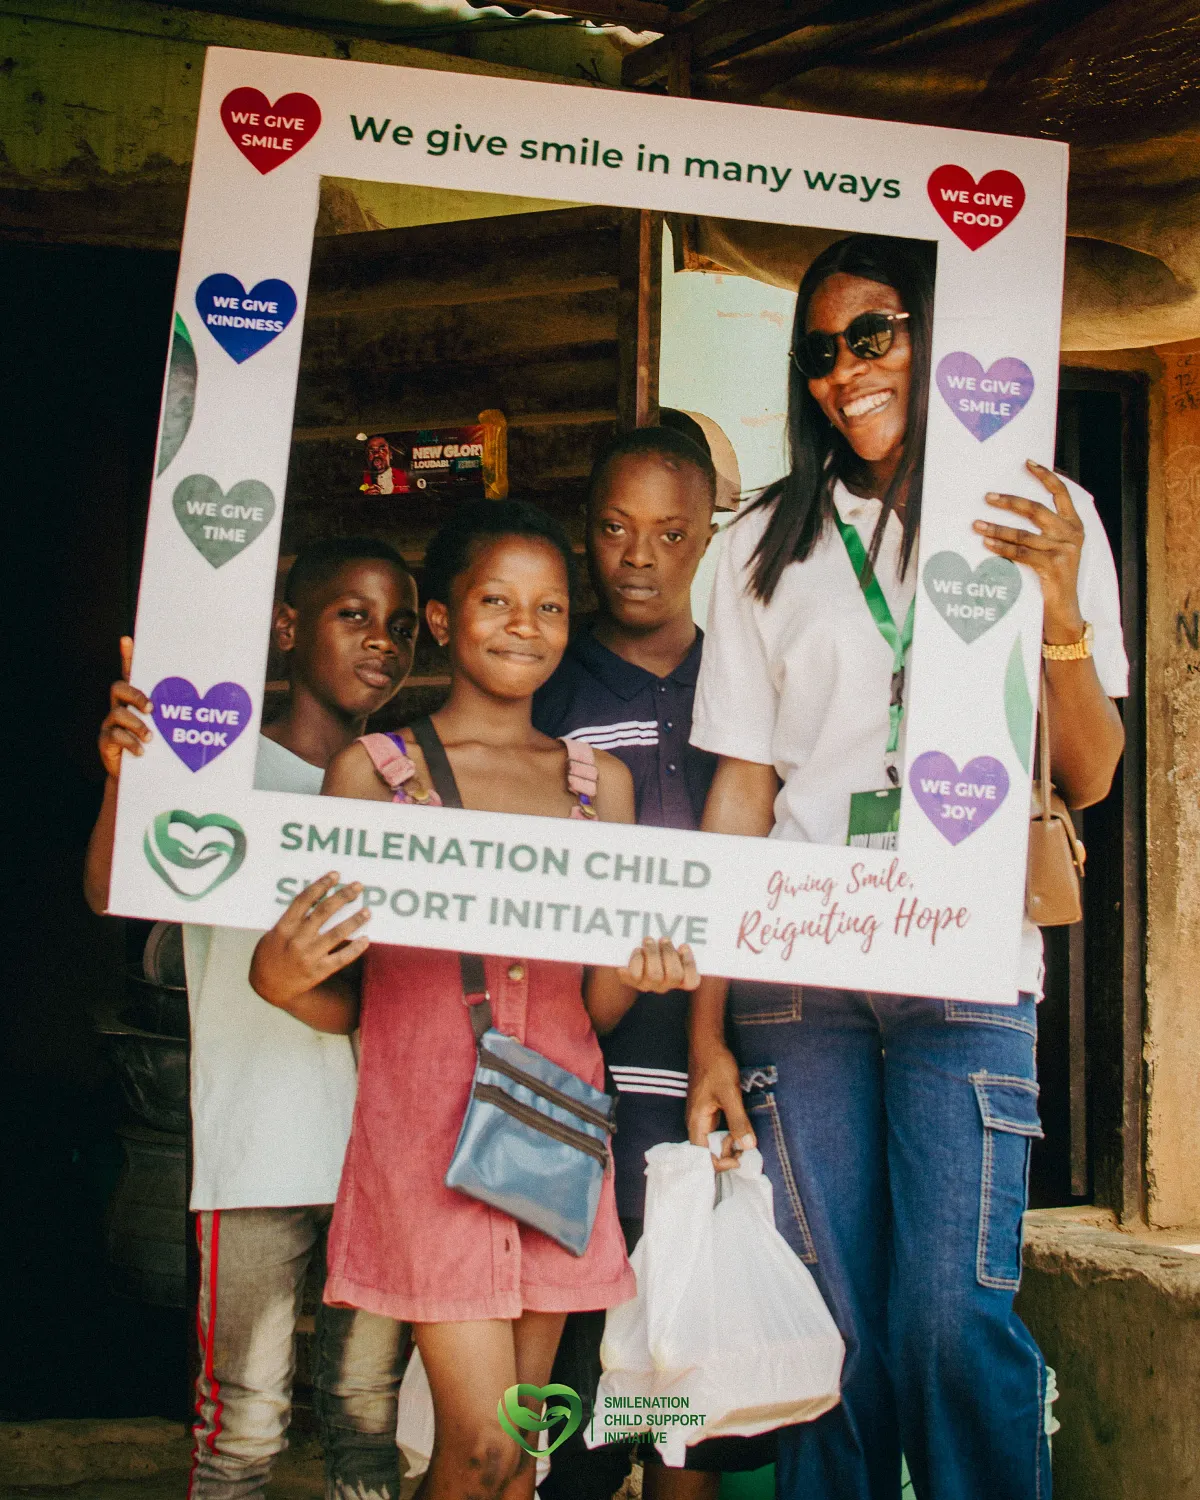 We give smile in many ways
WE GIVE
SMILE
WE GIVE
FOOD
WE GIVE
KINDNESS
WE GIVE
SMILE
WE GIVE
TIME
WE GIVE
HOPE
WE GIVE
BOOK
WE GIVE
JOY
NEW GLORY
LOUDABL
SMILENATION CHILD
SUPPORT INITIATIVE
Giving Smile,
Reigniting Hope
SMILENATION
CHILD SUPPORT
INITIATIVE